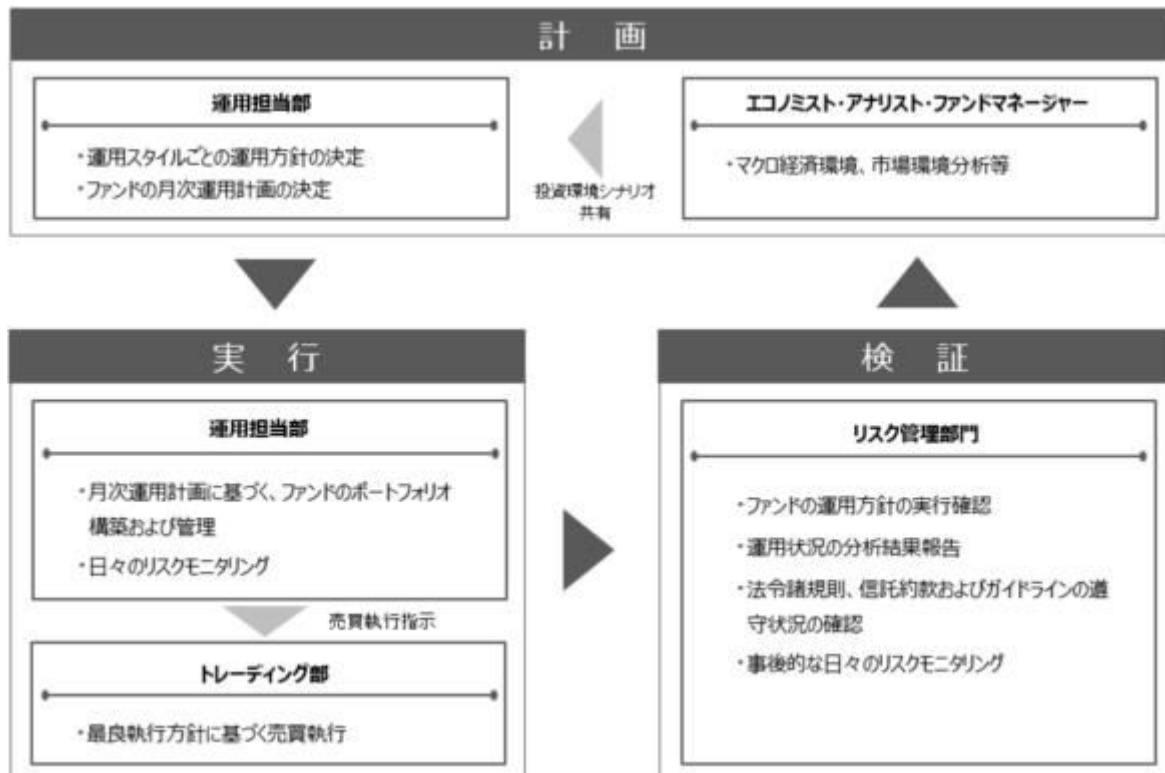 計 画
運用担当部
・運用スタイルごとの運用方針の決定
・ファンドの月次運用計画の決定
投資環境シナリオ
共有
エコノミスト・アナリスト・ファンドマネージャー
・マクロ経済環境、市場環境分析等
実 行
運用担当部
・月次運用計画に基づく、ファンドのポートフォリオ
構築および管理
・日々のリスクモニタリング
売買執行指示
トレーディング部
・最良執行方針に基づく売買執行
検 証
リスク管理部門
・ファンドの運用方針の実行確認
・運用状況の分析結果報告
・法令諸規則、信託約款およびガイドラインの遵
守状況の確認
・事後的な日々のリスクモニタリング